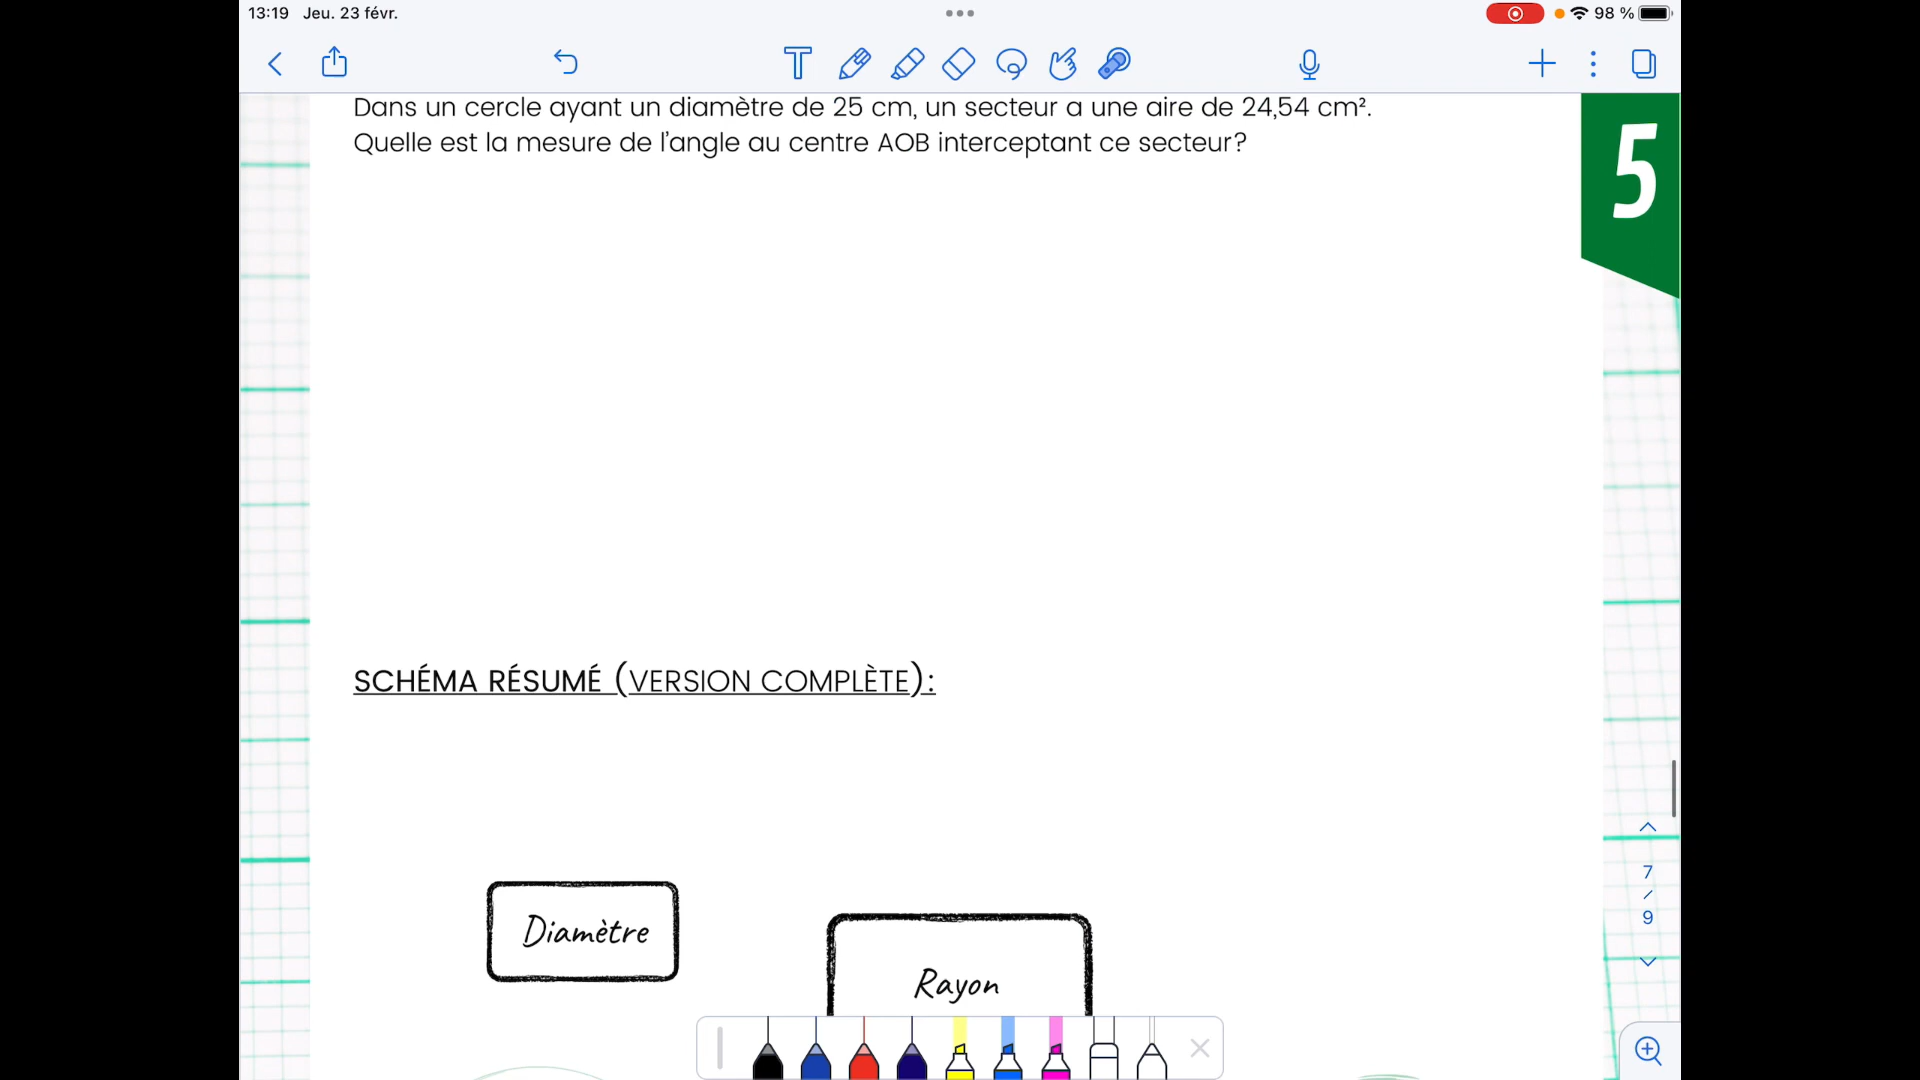 13:19 Jeu. 23 févr.
98 %
Dans un cercle ayant un diamètre de 25 cm, un secteur a une aire de 24,54 cm².
Quelle est la mesure de l'angle au centre AOB interceptant ce secteur?
5
SCHÉMA RÉSUMÉ (VERSION COMPLÈTE):
Diamètre
Rayon
7
/
9